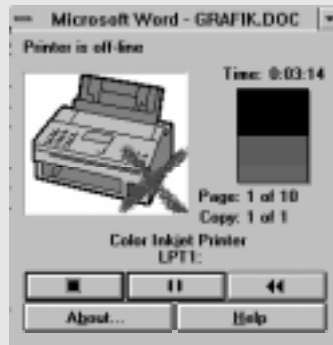 Microsoft Word - GRAFIK.DOC
Printer is off-line
Time: 0:03:14
Page: 1 of 10
Copy: 1 of 1
Color Inkjet Printer
LPT1:
About...
Help